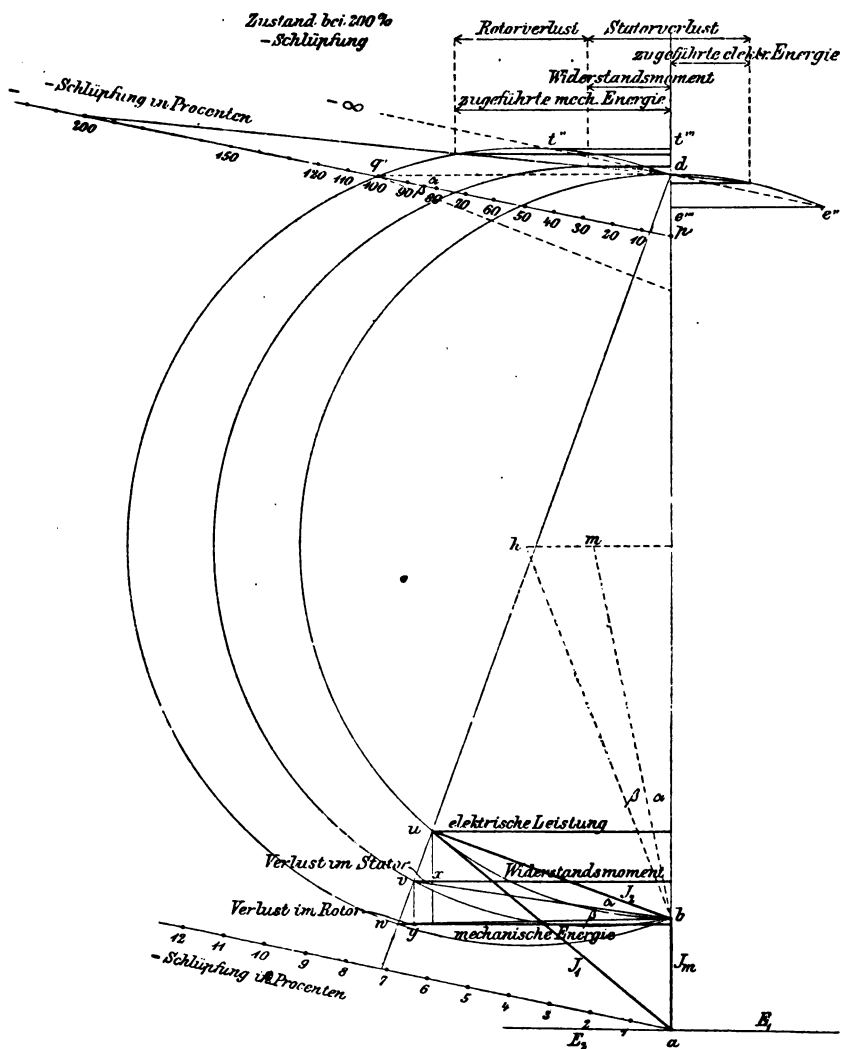 Zustand bei 200 %
-Schlüpfung
Rotorverlust
Statorverlust
zugeführte elektr. Energie
Widerstandsmoment
zugeführte mech. Energie
- Schlüpfung in Procenten
- ∞
t" t'''
q' d
200 150 120 110 100 90 80 70 60 50 40 30 20 10
α β
e''' e"
p
h m
β α
u elektrische Leistung
Verlust im Stator v x Widerstandsmoment
J₂
α β b
Verlust im Rotor w y mechanische Energie
J₁ Jm
12 11 10 9 8 7 6 5 4 3 2 1
- Schlüpfung in Procenten
E₂ a E₁